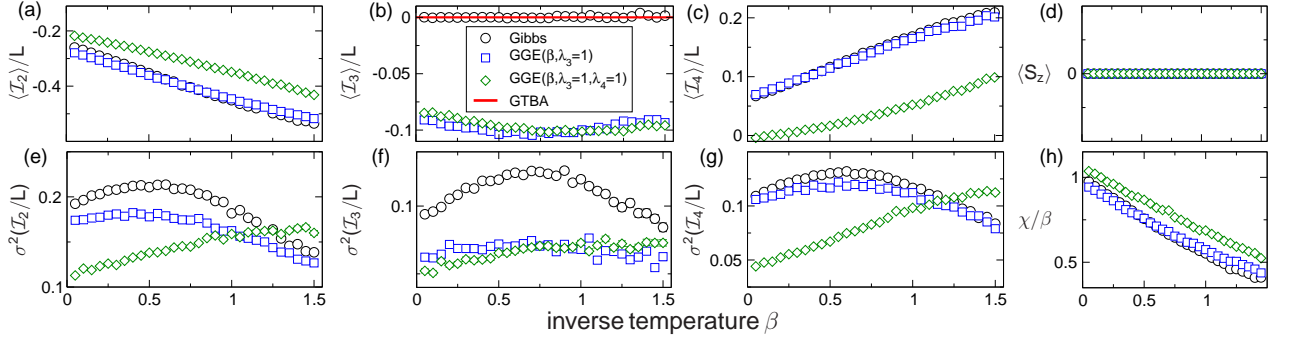 (a)
-0.2
-0.4
⟨I₂⟩/L
(b)
0
-0.05
-0.1
⟨I₃⟩/L
Gibbs
GGE(β,λ₃=1)
GGE(β,λ₃=1,λ₄=1)
GTBA
(c)
0.2
0.1
0
⟨I₄⟩/L
(d)
0
⟨S_z⟩
(e)
0.2
0.1
σ²(I₂/L)
0 0.5 1 1.5
(f)
0.1
σ²(I₃/L)
0 0.5 1 1.5
(g)
0.1
0.05
σ²(I₄/L)
0 0.5 1 1.5
(h)
1
0.5
χ/β
0 0.5 1 1.5
inverse temperature β